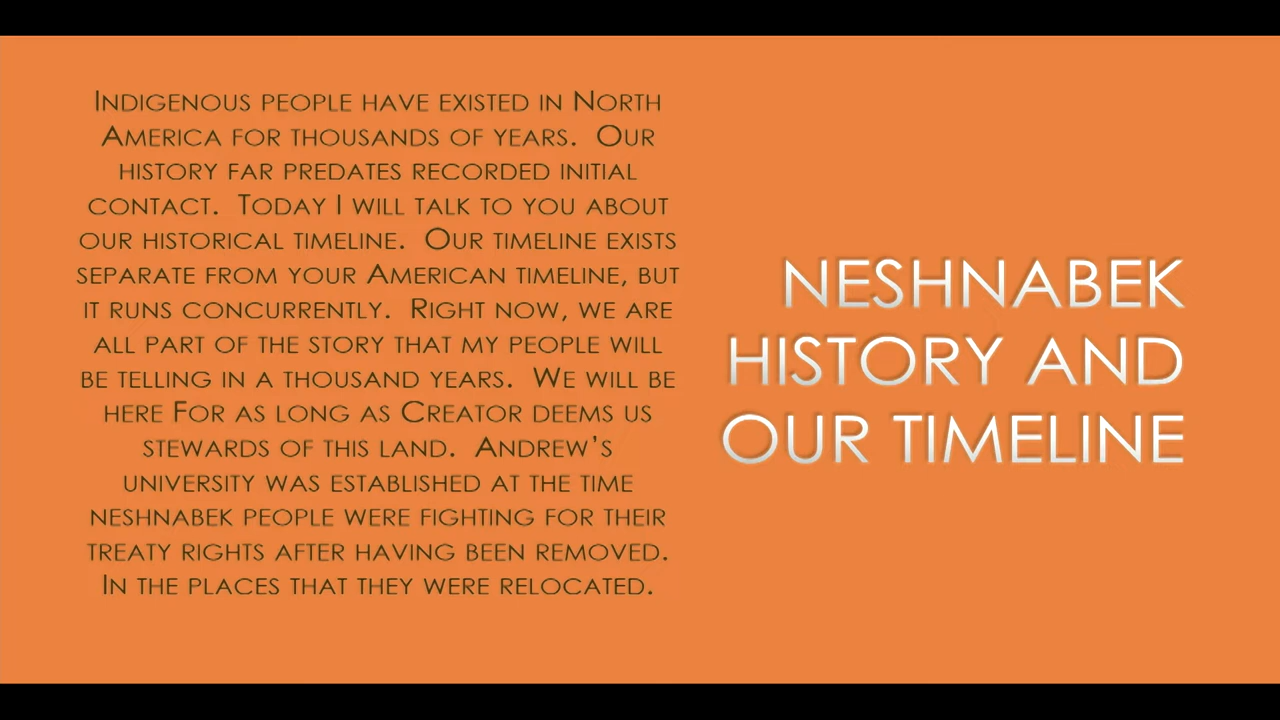 Indigenous people have existed in North
America for thousands of years.  Our
history far predates recorded initial
contact.  Today I will talk to you about
our historical timeline.  Our timeline exists
separate from your American timeline, but
it runs concurrently.  Right now, we are
all part of the story that my people will
be telling in a thousand years.  We will be
here For as long as Creator deems us
stewards of this land.  Andrew’s
university was established at the time
neshnabek people were fighting for their
treaty rights after having been removed.
In the places that they were relocated.
NESHNABEK
HISTORY AND
OUR TIMELINE